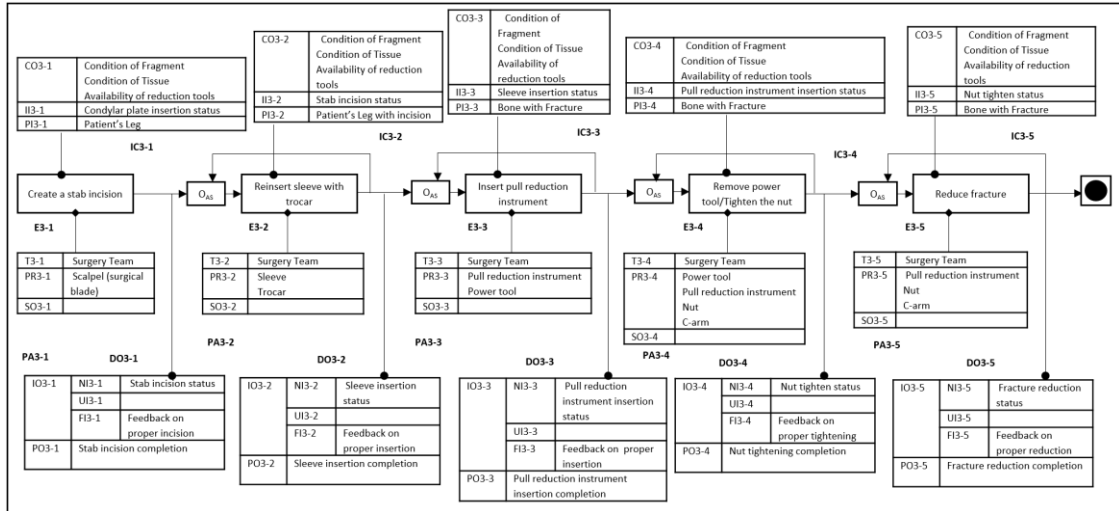 CO3-1 Condition of Fragment
Condition of Tissue
Availability of reduction tools
II3-1 Condylar plate insertion status
PI3-1 Patient's Leg
IC3-1
CO3-2 Condition of Fragment
Condition of Tissue
Availability of reduction
tools
II3-2 Stab incision status
PI3-2 Patient's Leg with incision
IC3-2
CO3-3 Condition of
Fragment
Condition of Tissue
Availability of
reduction tools
II3-3 Sleeve insertion status
PI3-3 Bone with Fracture
IC3-3
CO3-4 Condition of Fragment
Condition of Tissue
Availability of reduction tools
II3-4 Pull reduction instrument insertion status
PI3-4 Bone with Fracture
IC3-4
CO3-5 Condition of Fragment
Condition of Tissue
Availability of reduction tools
II3-5 Nut tighten status
PI3-5 Bone with Fracture
IC3-5
Create a stab incision
OAS
Reinsert sleeve with
trocar
OAS
Insert pull reduction
instrument
OAS
Remove power
tool/Tighten the nut
OAS
Reduce fracture
E3-1
E3-2
E3-3
E3-4
E3-5
T3-1 Surgery Team
PR3-1 Scalpel (surgical
blade)
SO3-1
T3-2 Surgery Team
PR3-2 Sleeve
Trocar
SO3-2
T3-3 Surgery Team
PR3-3 Pull reduction instrument
Power tool
SO3-3
T3-4 Surgery Team
PR3-4 Power tool
Pull reduction instrument
Nut
C-arm
SO3-4
T3-5 Surgery Team
PR3-5 Pull reduction instrument
Nut
C-arm
SO3-5
PA3-1
DO3-1
PA3-2
DO3-2
PA3-3
DO3-3
PA3-4
DO3-4
PA3-5
DO3-5
IO3-1 NI3-1 Stab incision status
UI3-1
FI3-1 Feedback on
proper incision
PO3-1 Stab incision completion
IO3-2 NI3-2 Sleeve insertion
status
UI3-2
FI3-2 Feedback on
proper insertion
PO3-2 Sleeve insertion completion
IO3-3 NI3-3 Pull reduction
instrument insertion
status
UI3-3
FI3-3 Feedback on proper
insertion
PO3-3 Pull reduction instrument
insertion completion
IO3-4 NI3-4 Nut tighten status
UI3-4
FI3-4 Feedback on
proper tightening
PO3-4 Nut tightening completion
IO3-5 NI3-5 Fracture reduction
status
UI3-5
FI3-5 Feedback on
proper reduction
PO3-5 Fracture reduction completion